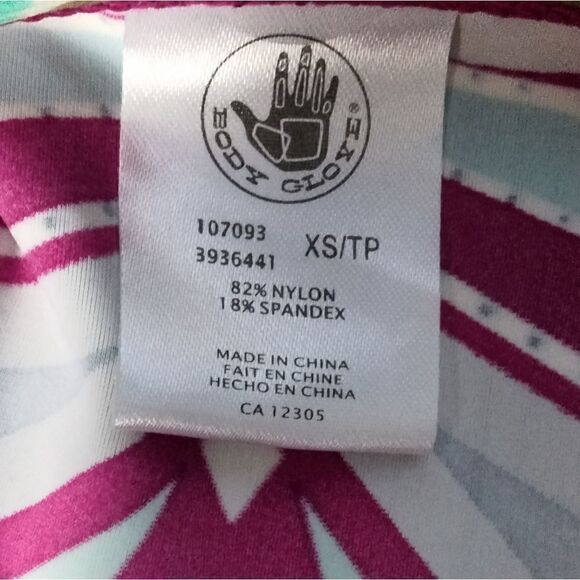 BODY GLOVE®
107093
3936441
XS/TP
82% NYLON
18% SPANDEX
MADE IN CHINA
FAIT EN CHINE
HECHO EN CHINA
CA 12305